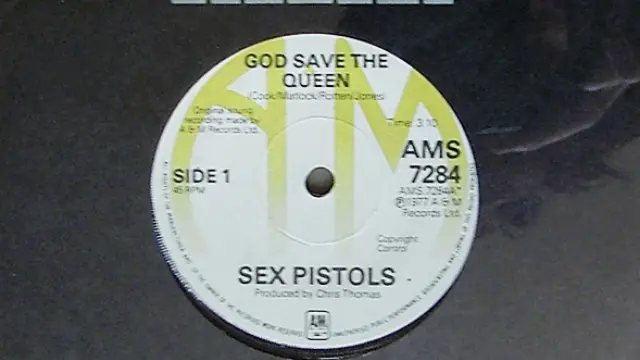 GOD SAVE THE
QUEEN
(Cook/Matlock/Rotten/Jones)
Original sound
recording made by
A & M Records Ltd.
Time: 3.10
SIDE 1
45 RPM
AMS
7284
AMS 7284A
℗1977 A & M
Records Ltd.
Copyright
Control
SEX PISTOLS
Produced by Chris Thomas
A&M